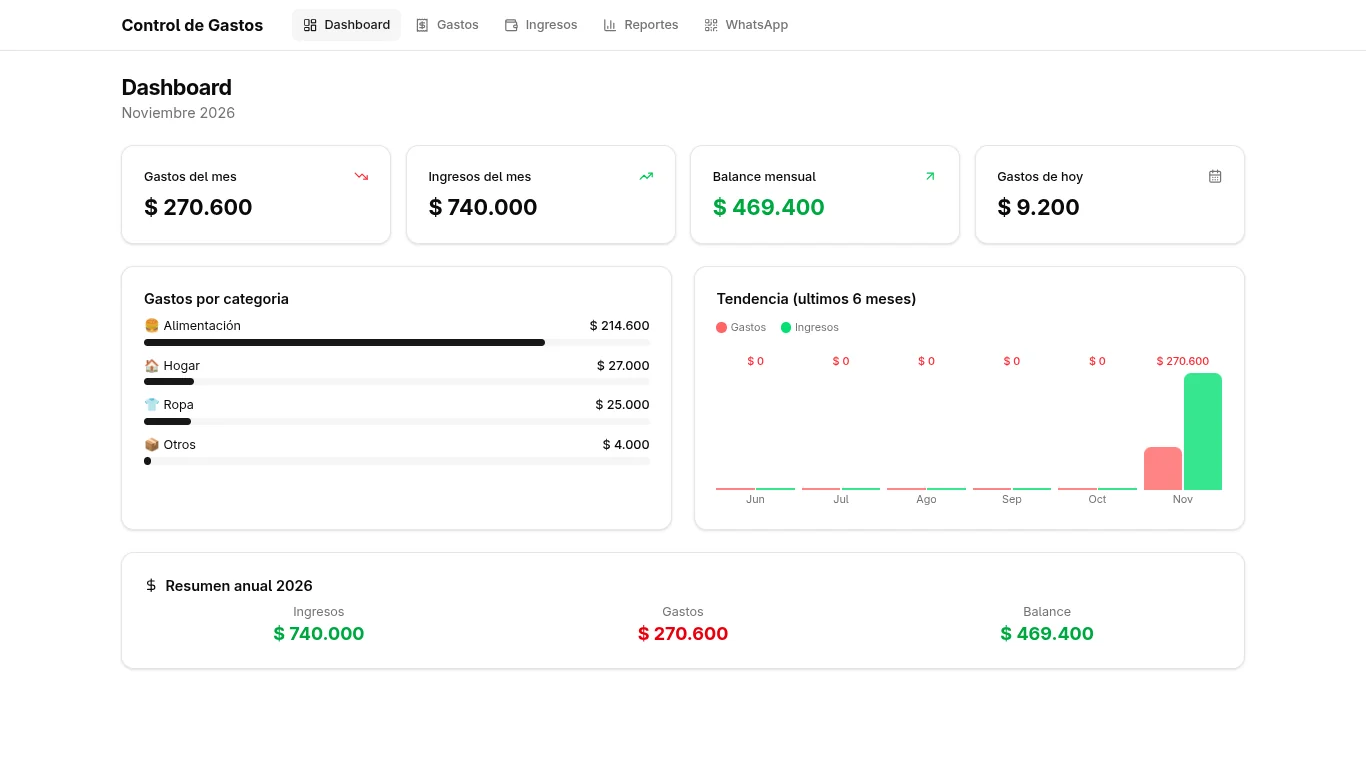 Control de Gastos
Dashboard
Gastos
Ingresos
Reportes
WhatsApp
Dashboard
Noviembre 2026
Gastos del mes
$ 270.600
Ingresos del mes
$ 740.000
Balance mensual
$ 469.400
Gastos de hoy
$ 9.200
Gastos por categoria
Alimentación $ 214.600
Hogar $ 27.000
Ropa $ 25.000
Otros $ 4.000
Tendencia (ultimos 6 meses)
Gastos Ingresos
$ 0 $ 0 $ 0 $ 0 $ 0 $ 270.600
Jun Jul Ago Sep Oct Nov
$ Resumen anual 2026
Ingresos
$ 740.000
Gastos
$ 270.600
Balance
$ 469.400